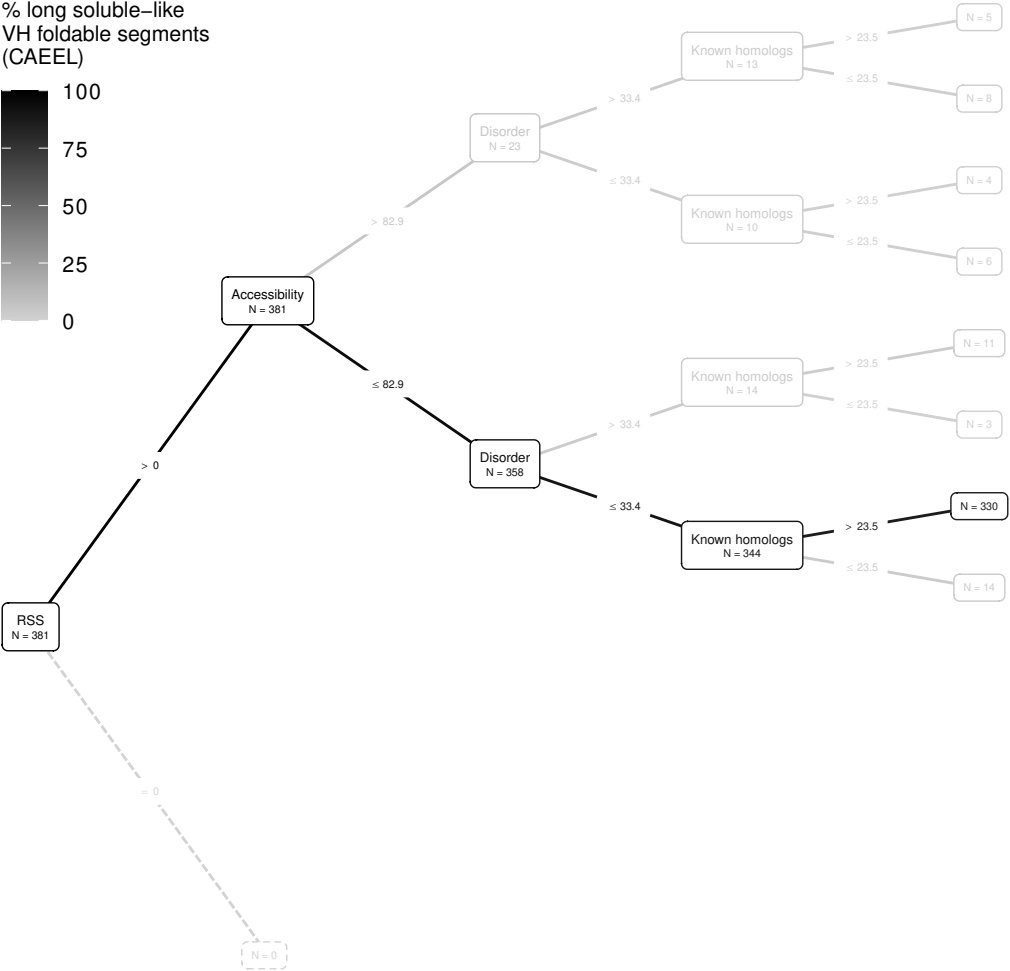 % long soluble−like
VH foldable segments
(CAEEL)
100
75
50
25
0
RSS
N = 381
> 0
= 0
N = 0
Accessibility
N = 381
> 82.9
≤ 82.9
Disorder
N = 23
> 33.4
≤ 33.4
Disorder
N = 358
> 33.4
≤ 33.4
Known homologs
N = 13
> 23.5
≤ 23.5
N = 5
N = 8
Known homologs
N = 10
> 23.5
≤ 23.5
N = 4
N = 6
Known homologs
N = 14
> 23.5
≤ 23.5
N = 11
N = 3
Known homologs
N = 344
> 23.5
≤ 23.5
N = 330
N = 14